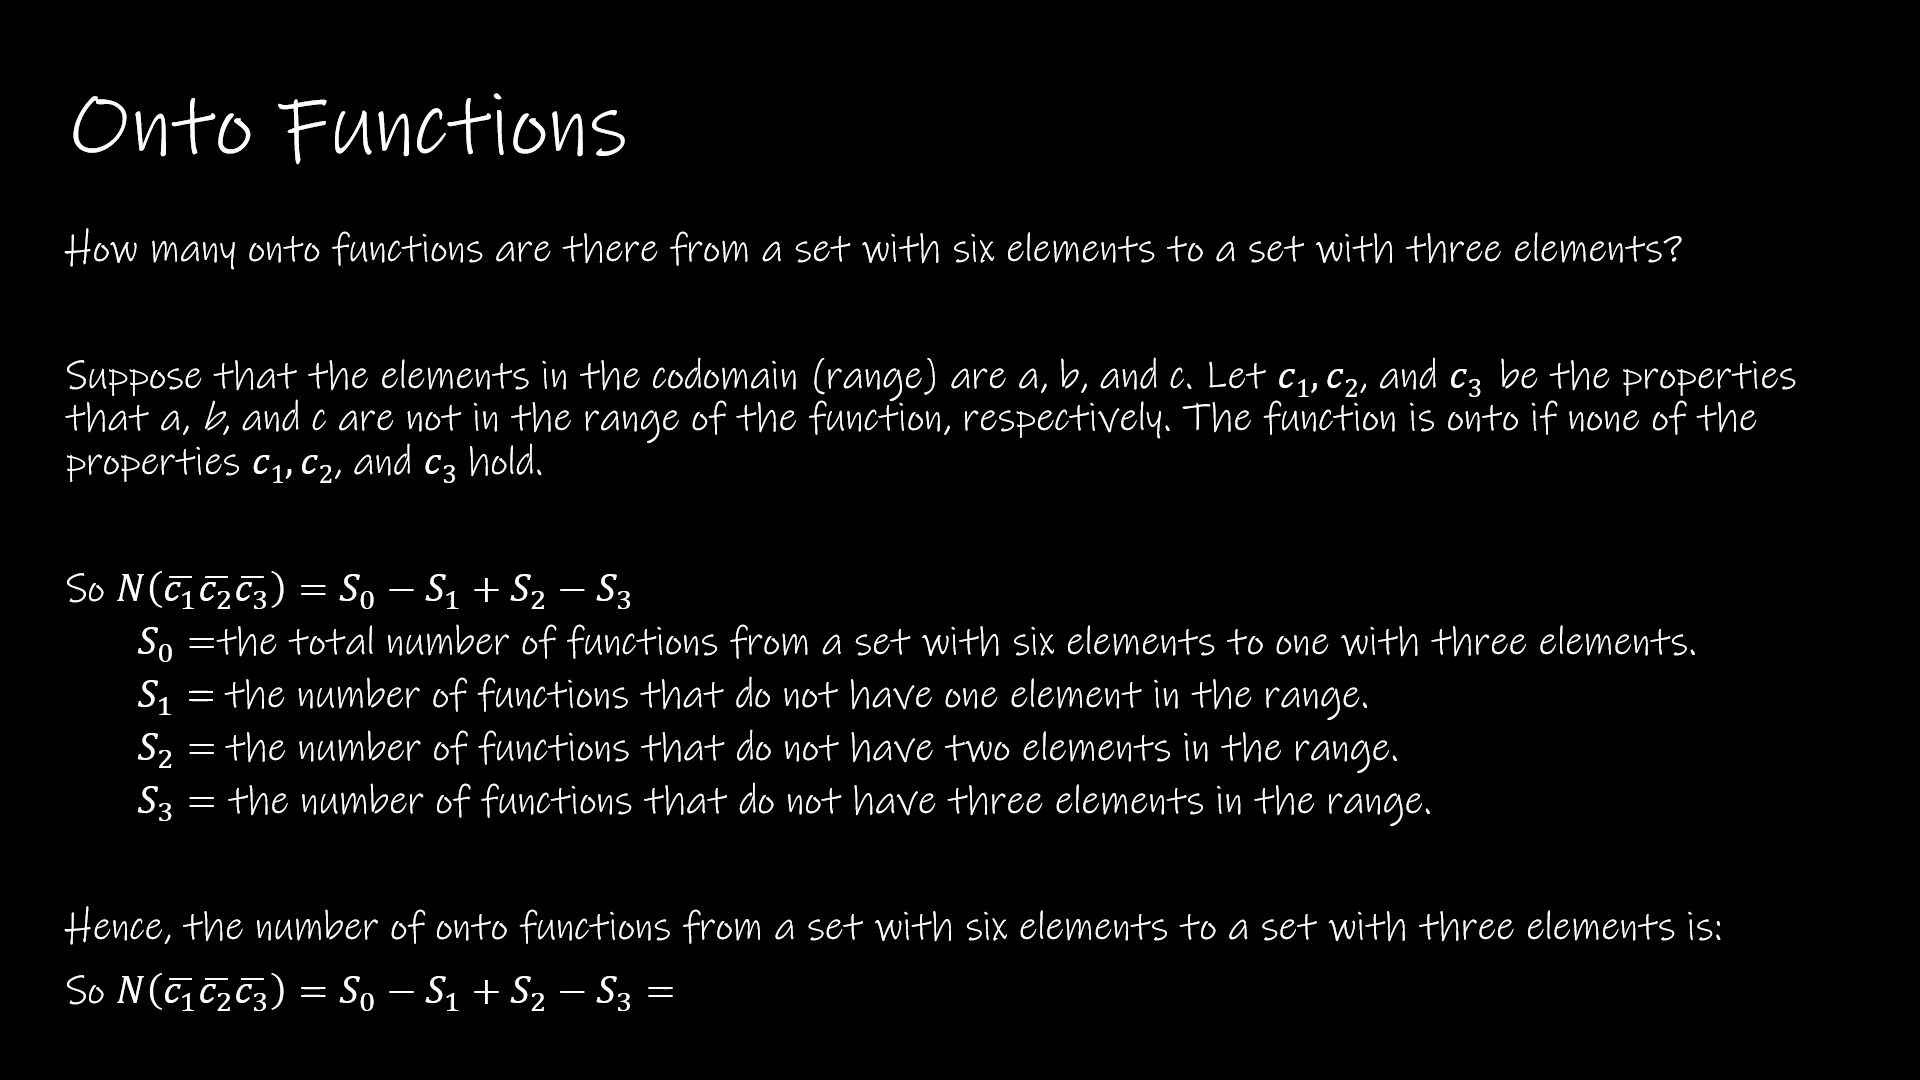 Onto Functions
How many onto functions are there from a set with six elements to a set with three elements?
Suppose that the elements in the codomain (range) are a, b, and c. Let c₁, c₂, and c₃ be the properties
that a, b, and c are not in the range of the function, respectively. The function is onto if none of the
properties c₁, c₂, and c₃ hold.
So N(c̅₁c̅₂c̅₃) = S₀ − S₁ + S₂ − S₃
S₀ =the total number of functions from a set with six elements to one with three elements.
S₁ = the number of functions that do not have one element in the range.
S₂ = the number of functions that do not have two elements in the range.
S₃ = the number of functions that do not have three elements in the range.
Hence, the number of onto functions from a set with six elements to a set with three elements is:
So N(c̅₁c̅₂c̅₃) = S₀ − S₁ + S₂ − S₃ =